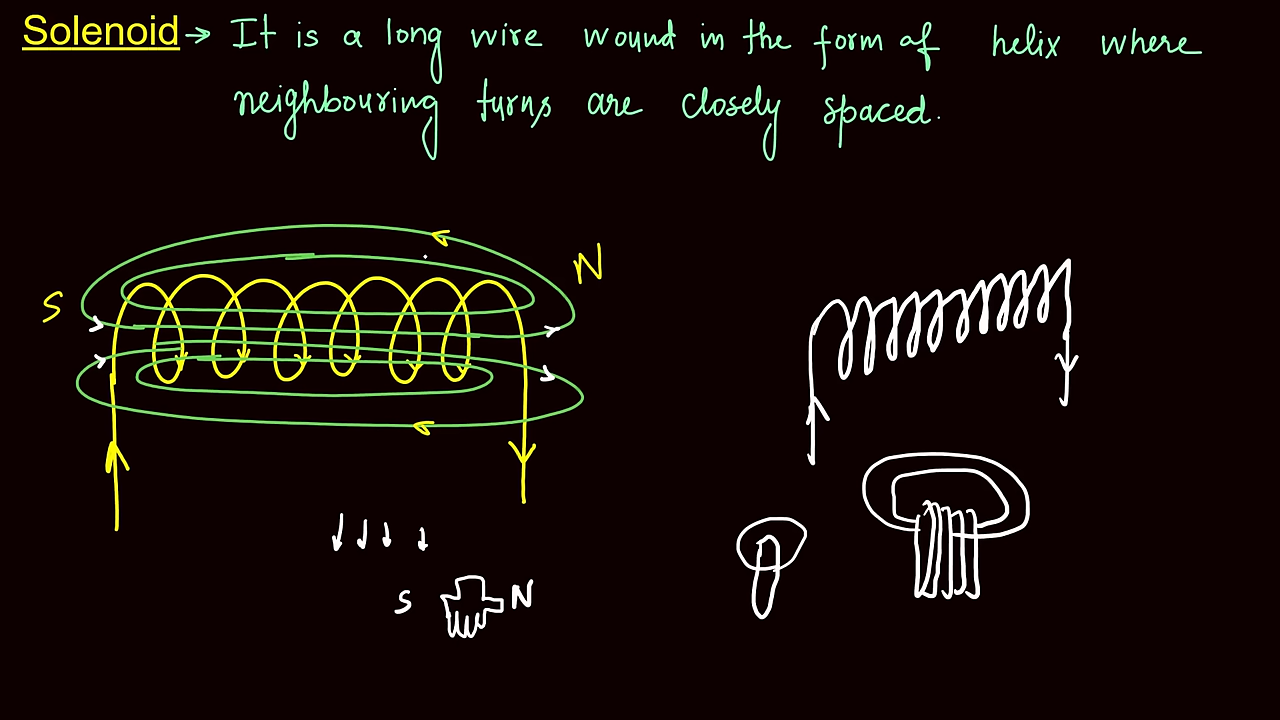 Solenoid → It is a long wire wound in the form of helix where
neighbouring turns are closely spaced.
S N
S N